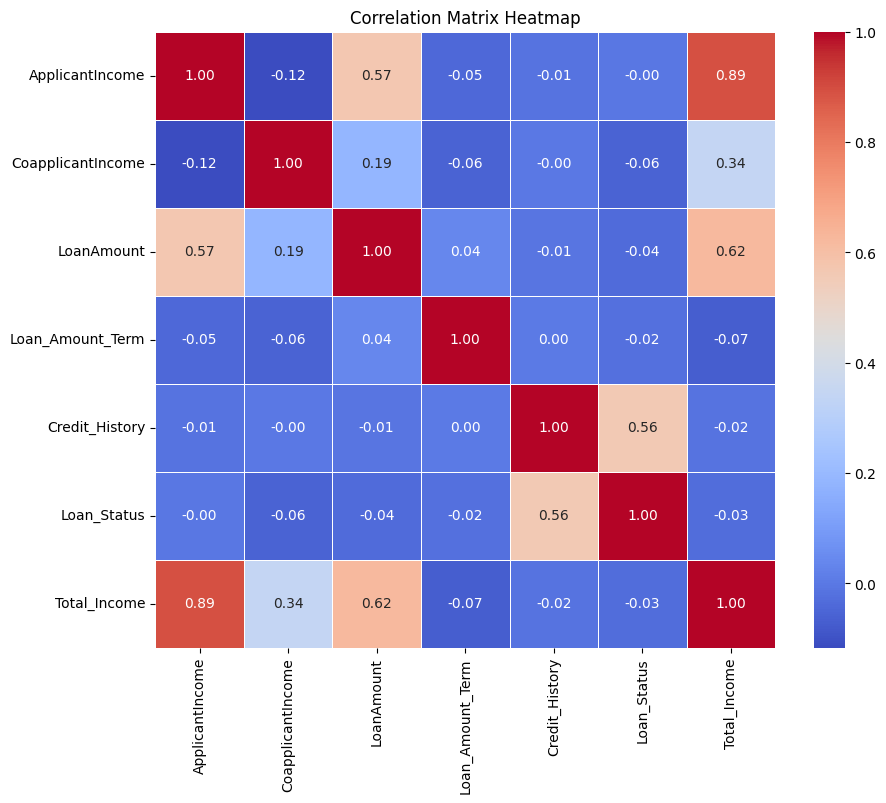 Correlation Matrix Heatmap
ApplicantIncome 1.00 -0.12 0.57 -0.05 -0.01 -0.00 0.89
CoapplicantIncome -0.12 1.00 0.19 -0.06 -0.00 -0.06 0.34
LoanAmount 0.57 0.19 1.00 0.04 -0.01 -0.04 0.62
Loan_Amount_Term -0.05 -0.06 0.04 1.00 0.00 -0.02 -0.07
Credit_History -0.01 -0.00 -0.01 0.00 1.00 0.56 -0.02
Loan_Status -0.00 -0.06 -0.04 -0.02 0.56 1.00 -0.03
Total_Income 0.89 0.34 0.62 -0.07 -0.02 -0.03 1.00
ApplicantIncome
CoapplicantIncome
LoanAmount
Loan_Amount_Term
Credit_History
Loan_Status
Total_Income
1.0
0.8
0.6
0.4
0.2
0.0